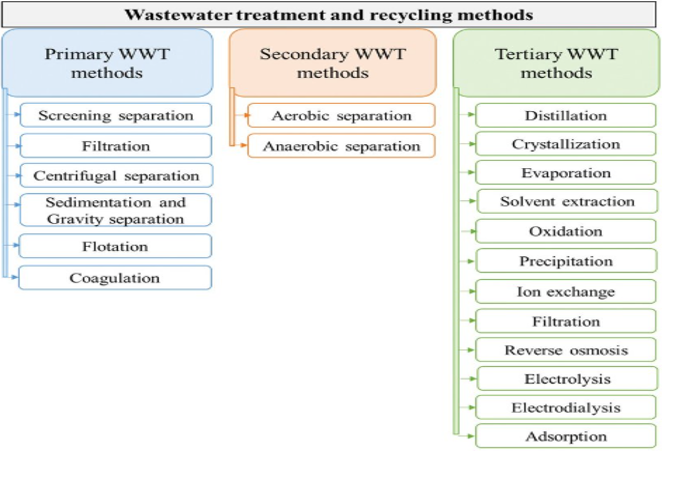 Wastewater treatment and recycling methods
Primary WWT
methods
Screening separation
Filtration
Centrifugal separation
Sedimentation and
Gravity separation
Flotation
Coagulation
Secondary WWT
methods
Aerobic separation
Anaerobic separation
Tertiary WWT
methods
Distillation
Crystallization
Evaporation
Solvent extraction
Oxidation
Precipitation
Ion exchange
Filtration
Reverse osmosis
Electrolysis
Electrodialysis
Adsorption